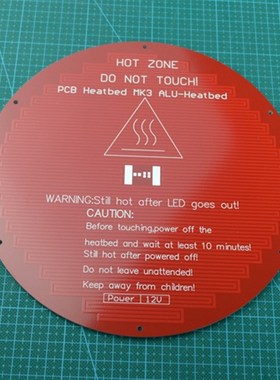 HOT ZONE
DO NOT TOUCH!
PCB Heatbed MK3 ALU-Heatbed
WARNING:Still hot after LED goes out!
CAUTION:
Before touching,power off the
heatbed and wait at least 10 minutes!
Still hot after powered off!
Do not leave unattended!
Keep away from children!
Power 12V